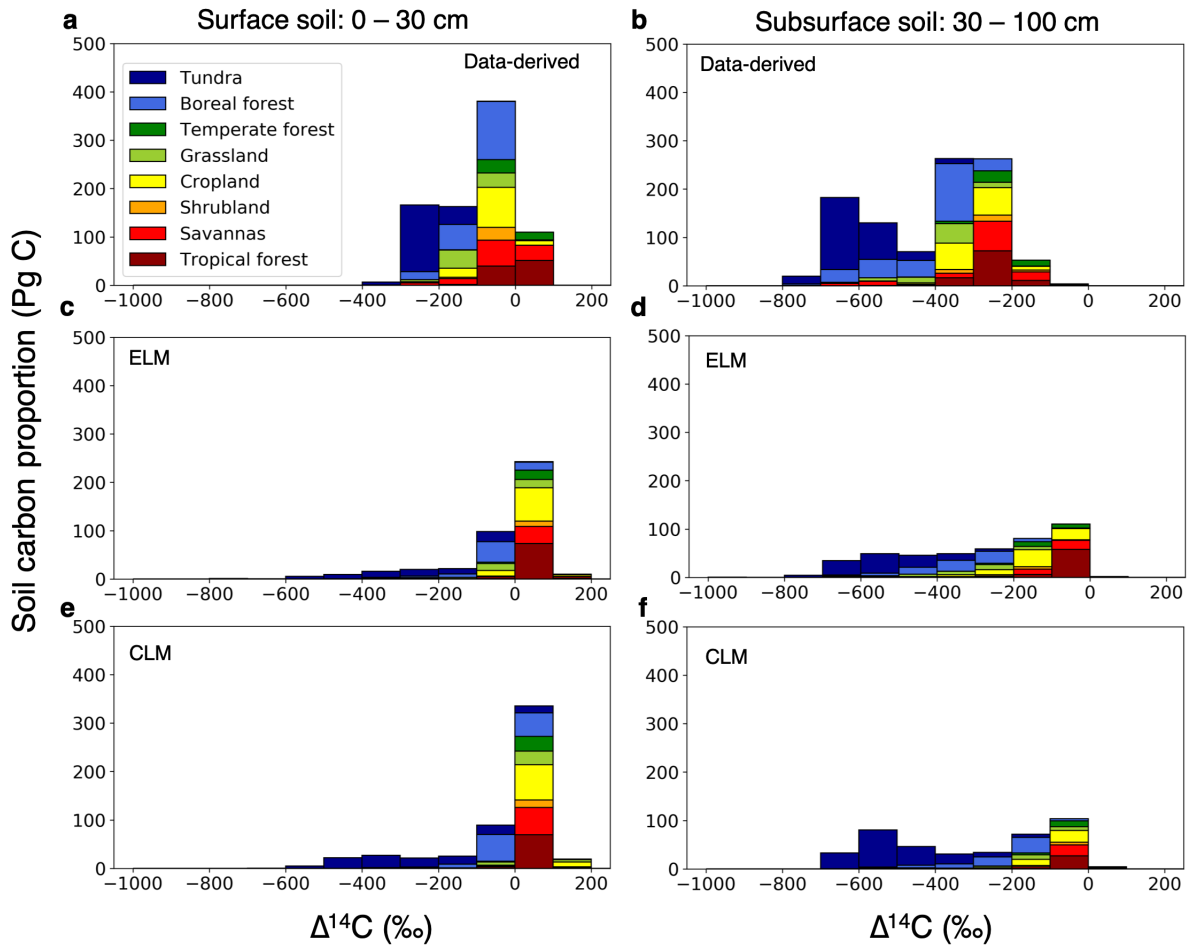 a
Surface soil: 0 – 30 cm
b
Subsurface soil: 30 – 100 cm
Soil carbon proportion (Pg C)
500
400
300
200
100
0
Data-derived
Tundra
Boreal forest
Temperate forest
Grassland
Cropland
Shrubland
Savannas
Tropical forest
−1000 −800 −600 −400 −200 0 200
500
400
300
200
100
0
Data-derived
−1000 −800 −600 −400 −200 0 200
c
500
400
300
200
100
0
ELM
−1000 −800 −600 −400 −200 0 200
d
500
400
300
200
100
0
ELM
−1000 −800 −600 −400 −200 0 200
e
500
400
300
200
100
0
CLM
−1000 −800 −600 −400 −200 0 200
f
500
400
300
200
100
0
CLM
−1000 −800 −600 −400 −200 0 200
Δ¹⁴C (‰)
Δ¹⁴C (‰)